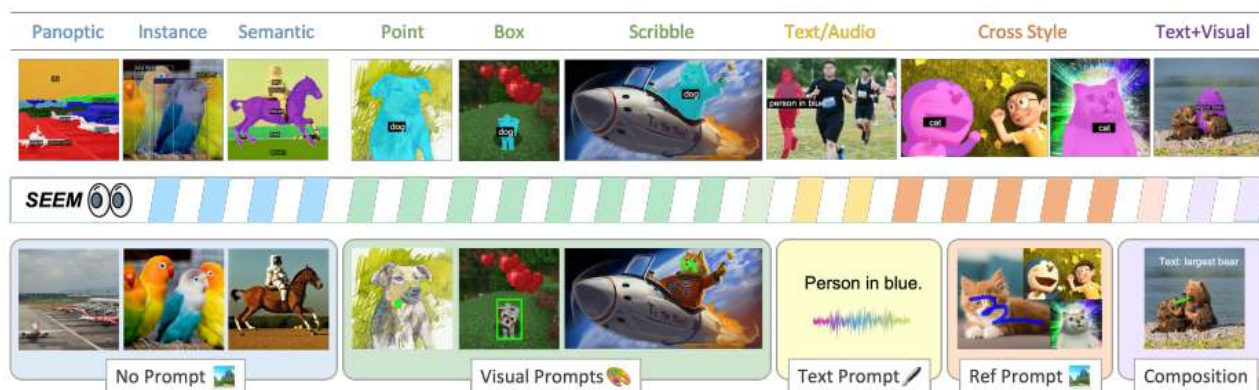 Panoptic Instance Semantic Point Box Scribble Text/Audio Cross Style Text+Visual
dog
dog
dog
person in blue
cat
cat
SEEM
Person in blue.
Text: largest bear
No Prompt Visual Prompts Text Prompt Ref Prompt Composition